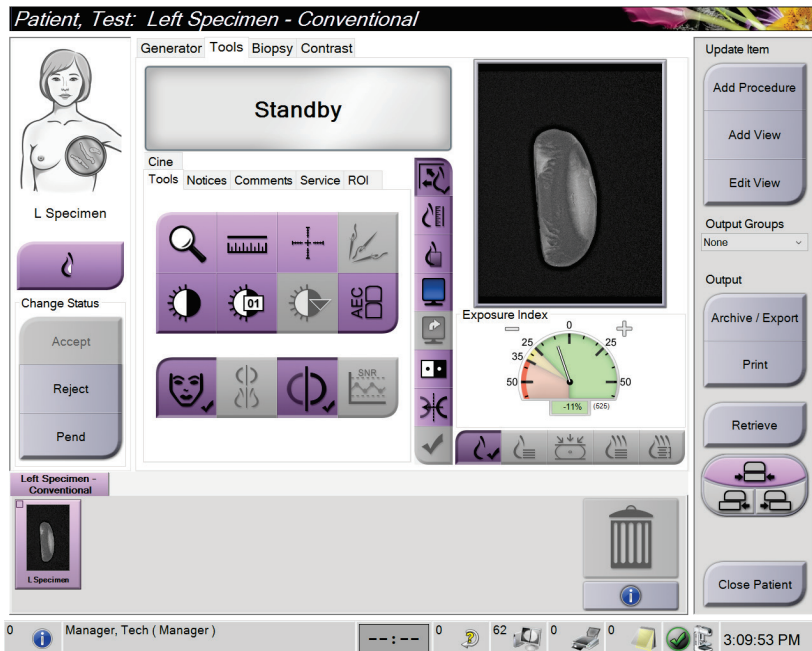 Patient, Test: Left Specimen - Conventional
Generator Tools Biopsy Contrast
Standby
Cine
Tools Notices Comments Service ROI
01
AEC
SNR
L Specimen
Change Status
Accept
Reject
Pend
Exposure Index
0
25 25
35
50 50
-11% (626)
Update Item
Add Procedure
Add View
Edit View
Output Groups
None
Output
Archive / Export
Print
Retrieve
Close Patient
Left Specimen -
Conventional
L Specimen
0 Manager, Tech ( Manager ) --:-- 0 62 0 0 3:09:53 PM